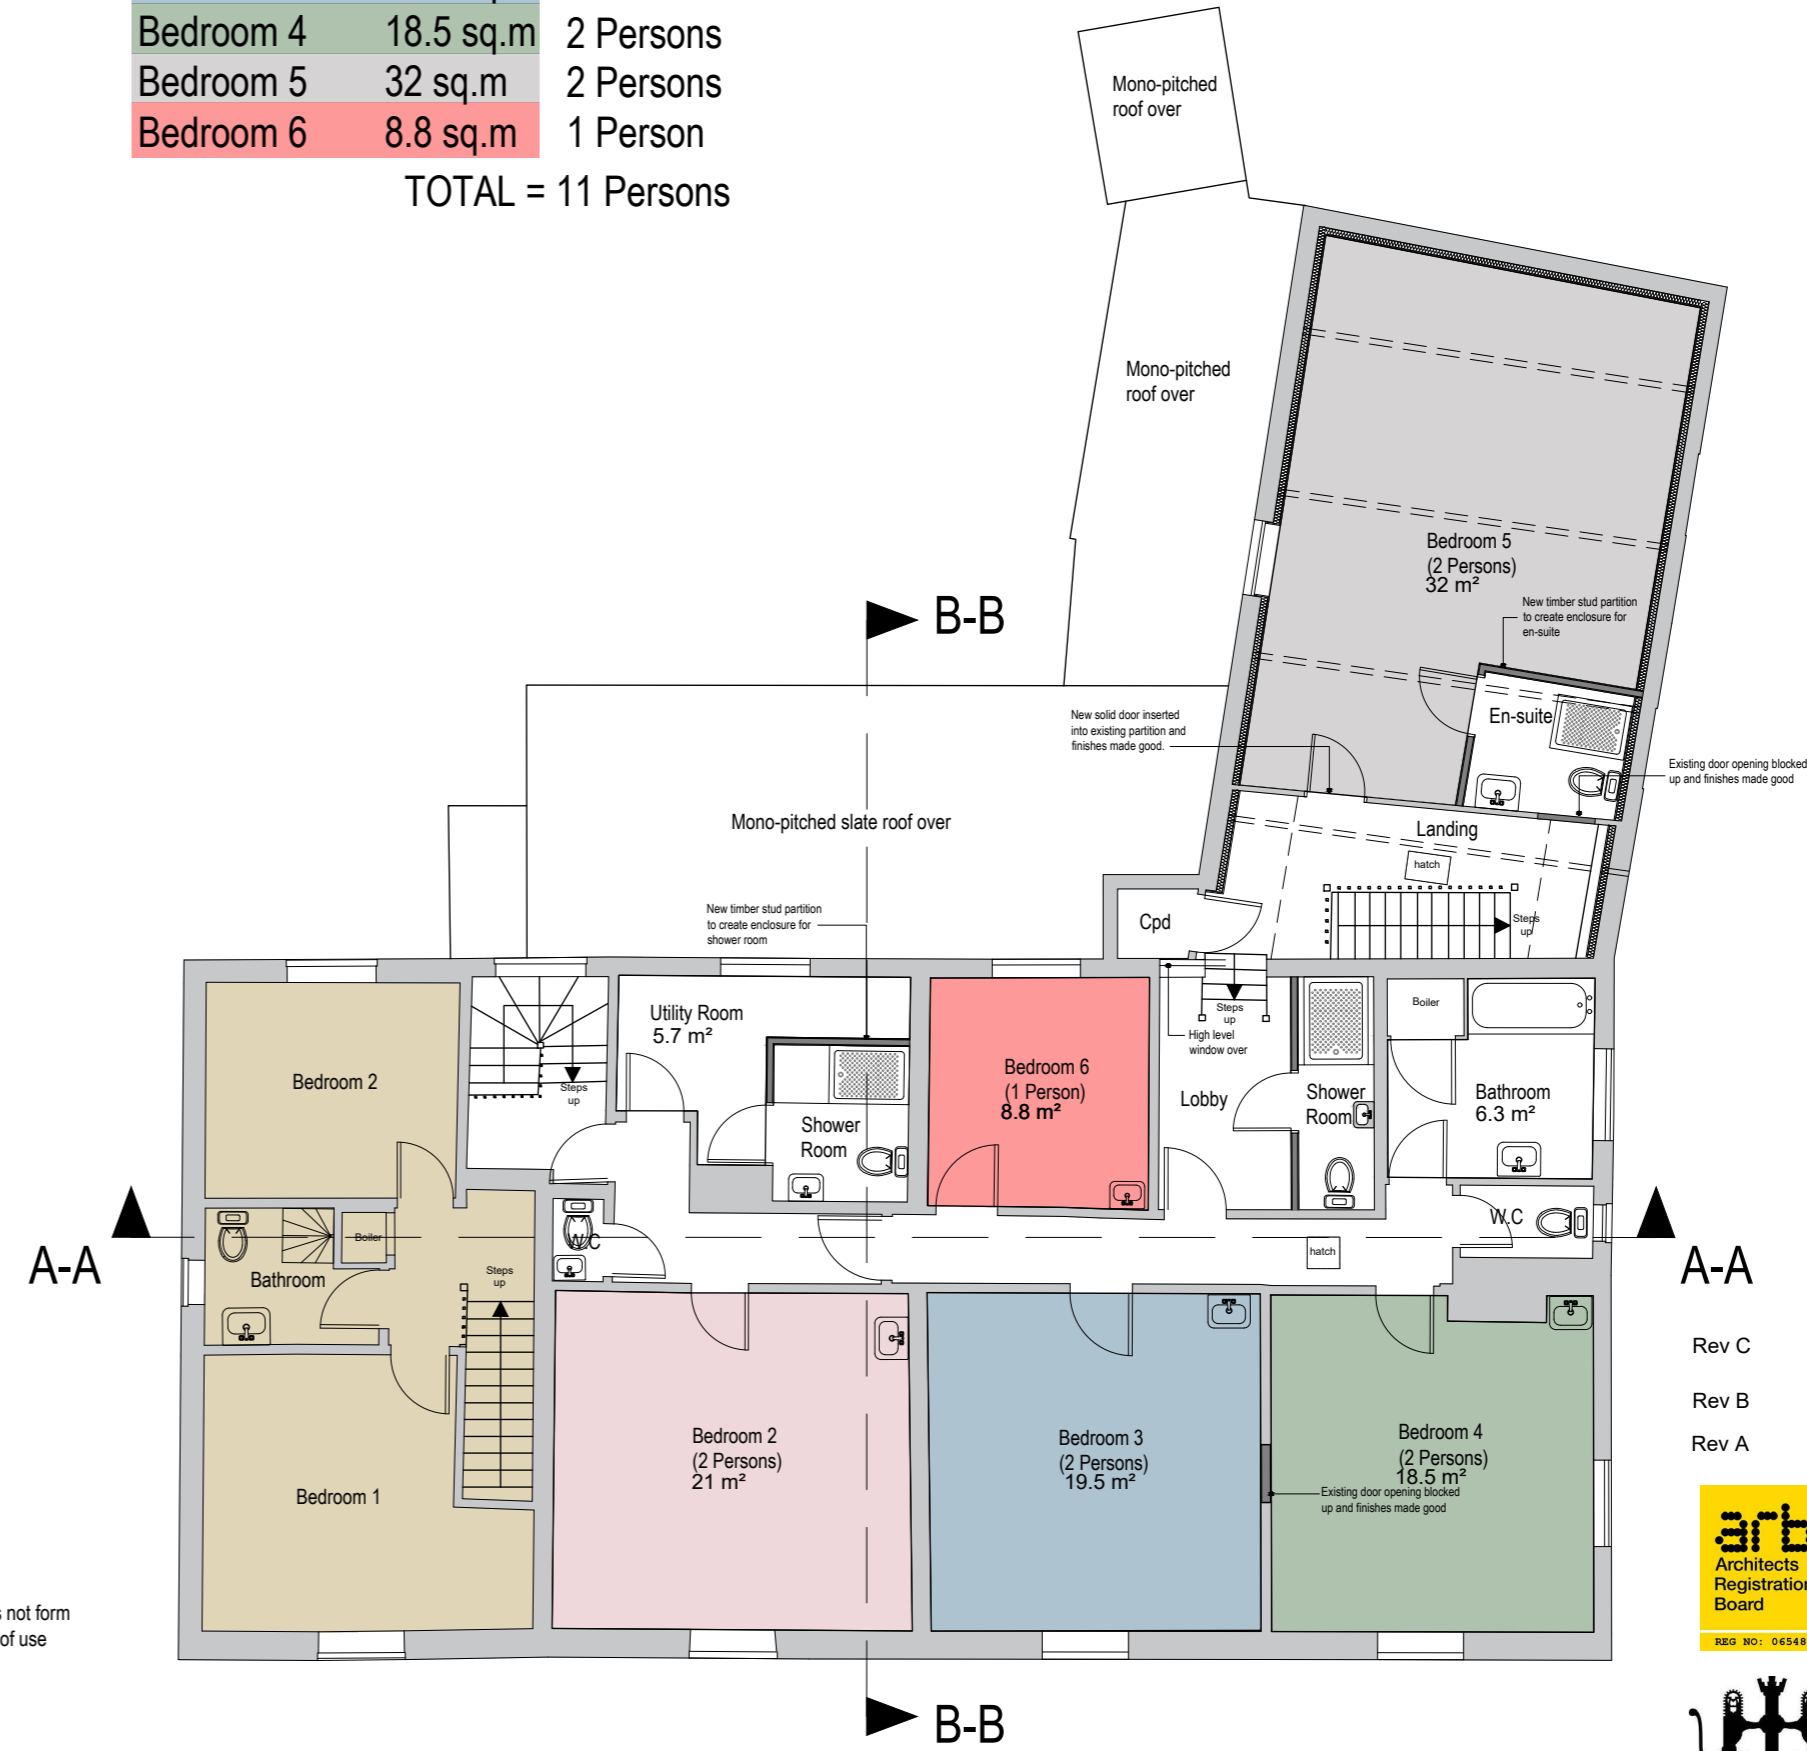 Bedroom 4 18.5 sq.m 2 Persons
Bedroom 5 32 sq.m 2 Persons
Bedroom 6 8.8 sq.m 1 Person
TOTAL = 11 Persons
Mono-pitched
roof over
Mono-pitched
roof over
Bedroom 5
(2 Persons)
32 m²
New timber stud partition
to create enclosure for
en-suite
B-B
En-suite
New solid door inserted
into existing partition and
finishes made good.
Existing door opening blocked
up and finishes made good
Mono-pitched slate roof over
Landing
hatch
Steps
up
Cpd
New timber stud partition
to create enclosure for
shower room
Utility Room
5.7 m²
Steps
up
High level
window over
Boiler
Bedroom 2
Steps
up
Bedroom 6
(1 Person)
8.8 m²
Lobby
Shower
Room
Bathroom
6.3 m²
Shower
Room
A-A
Boiler
W.C
W.C
hatch
A-A
Bathroom
Steps
up
Rev C
Rev B
Rev A
Bedroom 1
Bedroom 2
(2 Persons)
21 m²
Bedroom 3
(2 Persons)
19.5 m²
Bedroom 4
(2 Persons)
18.5 m²
Existing door opening blocked
up and finishes made good
arb
Architects
Registration
Board
REG NO: 06548
not form
of use
B-B